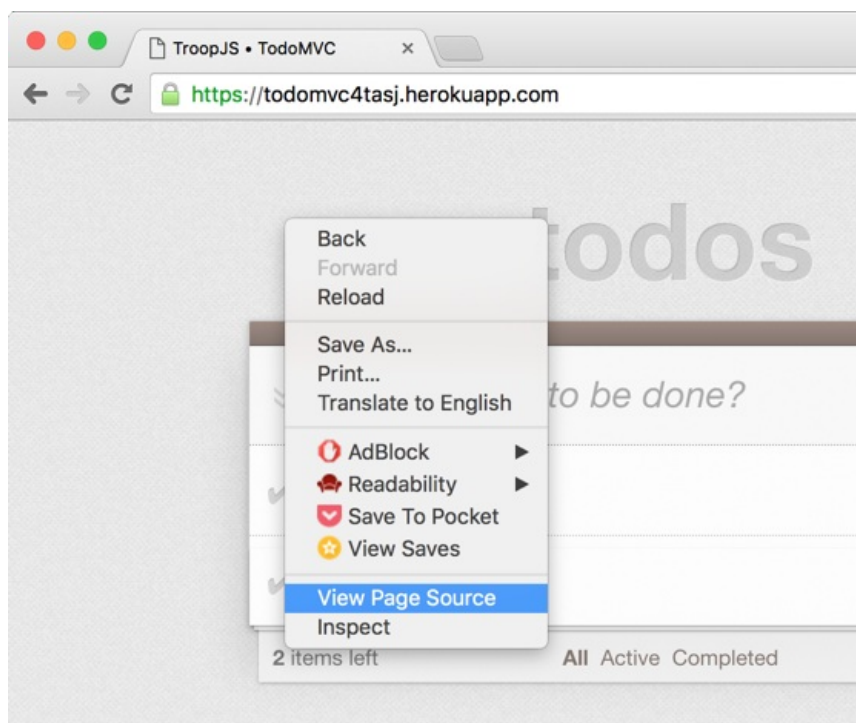 TroopJS • TodoMVC
https://todomvc4tasj.herokuapp.com
todos
Back
Forward
Reload
Save As...
Print...
Translate to English
to be done?
AdBlock
Readability
Save To Pocket
View Saves
View Page Source
Inspect
2 items left All Active Completed